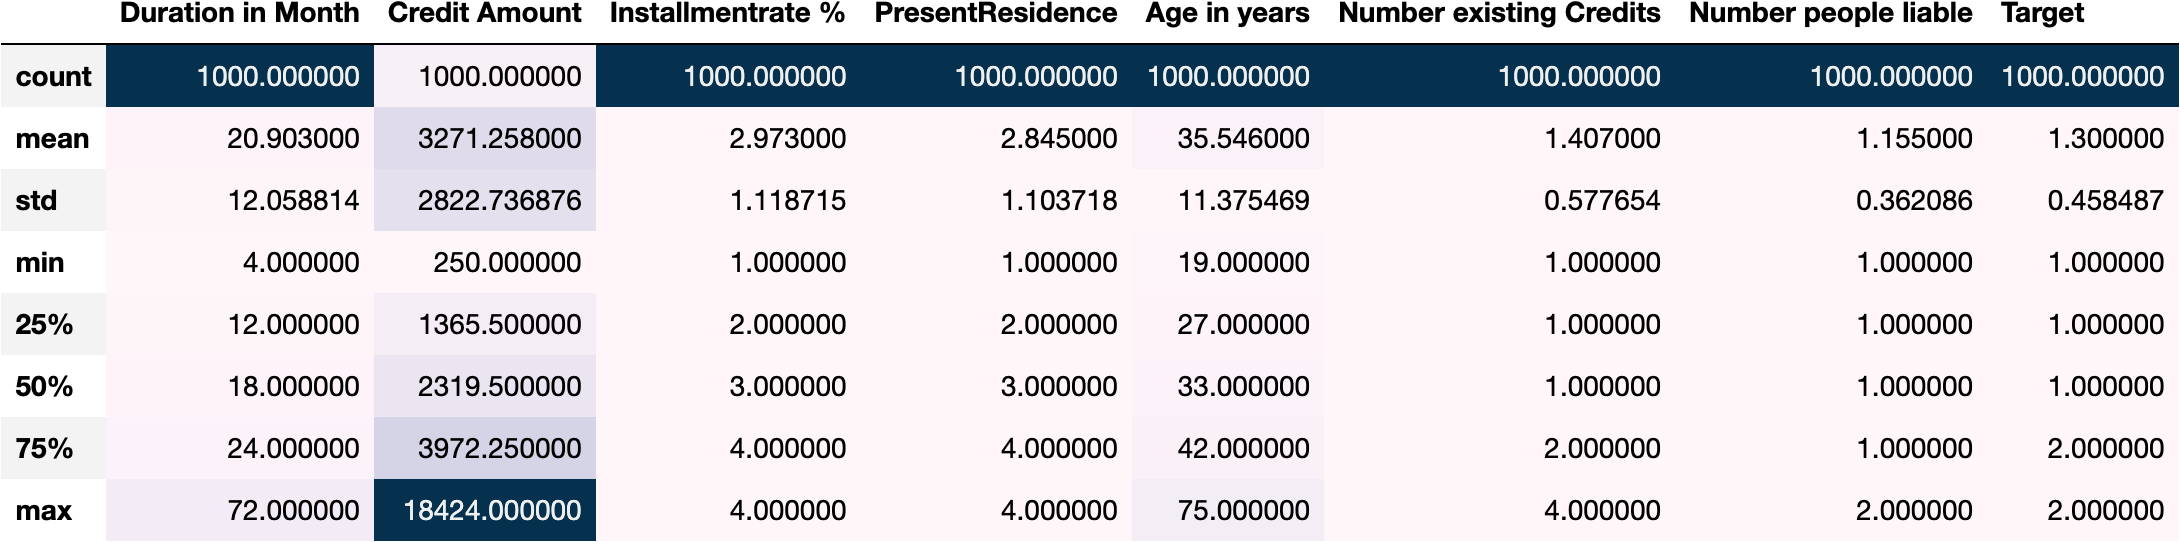 Duration in Month Credit Amount Installmentrate % PresentResidence Age in years Number existing Credits Number people liable Target
count 1000.000000 1000.000000 1000.000000 1000.000000 1000.000000 1000.000000 1000.000000 1000.000000
mean 20.903000 3271.258000 2.973000 2.845000 35.546000 1.407000 1.155000 1.300000
std 12.058814 2822.736876 1.118715 1.103718 11.375469 0.577654 0.362086 0.458487
min 4.000000 250.000000 1.000000 1.000000 19.000000 1.000000 1.000000 1.000000
25% 12.000000 1365.500000 2.000000 2.000000 27.000000 1.000000 1.000000 1.000000
50% 18.000000 2319.500000 3.000000 3.000000 33.000000 1.000000 1.000000 1.000000
75% 24.000000 3972.250000 4.000000 4.000000 42.000000 2.000000 1.000000 2.000000
max 72.000000 18424.000000 4.000000 4.000000 75.000000 4.000000 2.000000 2.000000